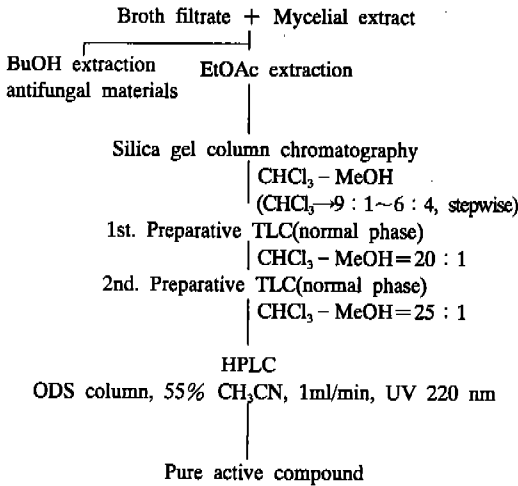 Broth filtrate + Mycelial extract
BuOH extraction
antifungal materials
EtOAc extraction
Silica gel column chromatography
CHCl₃ – MeOH
(CHCl₃→9 : 1~6 : 4, stepwise)
1st. Preparative TLC(normal phase)
CHCl₃ – MeOH=20 : 1
2nd. Preparative TLC(normal phase)
CHCl₃ – MeOH=25 : 1
HPLC
ODS column, 55% CH₃CN, 1ml/min, UV 220 nm
Pure active compound